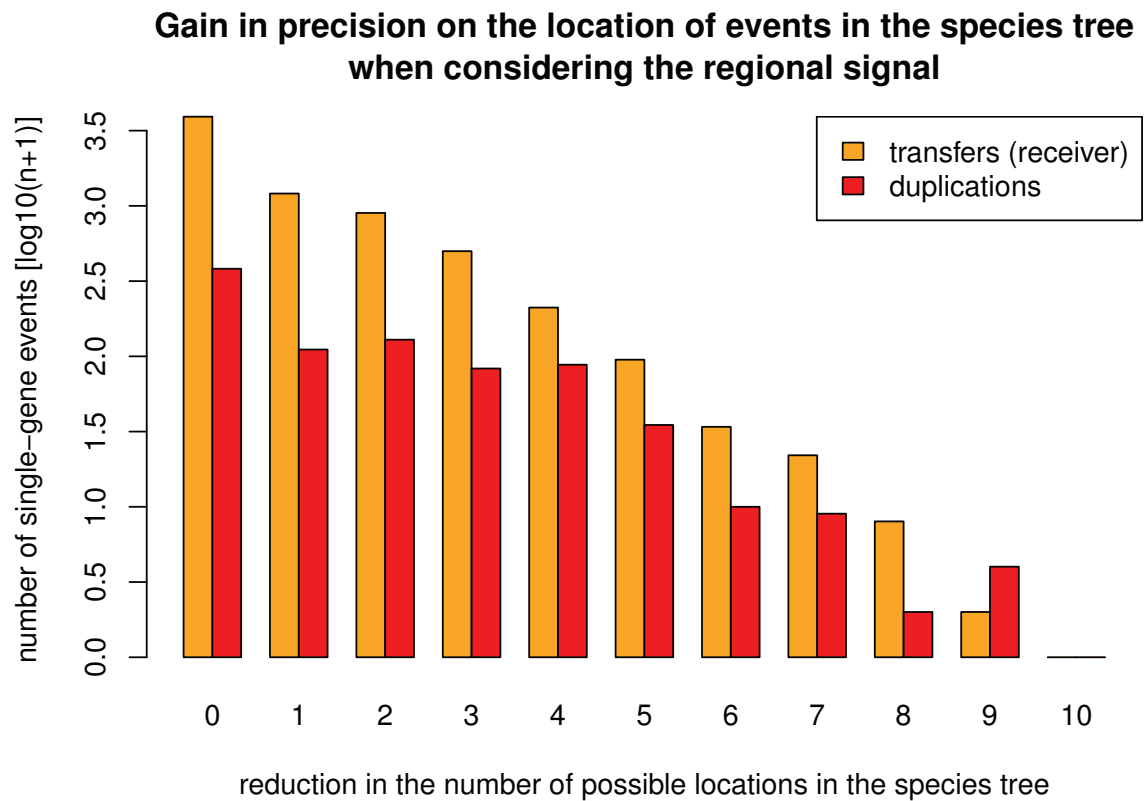 Gain in precision on the location of events in the species tree
when considering the regional signal
number of single−gene events [log10(n+1)]
3.5
3.0
2.5
2.0
1.5
1.0
0.5
0.0
transfers (receiver)
duplications
0 1 2 3 4 5 6 7 8 9 10
reduction in the number of possible locations in the species tree